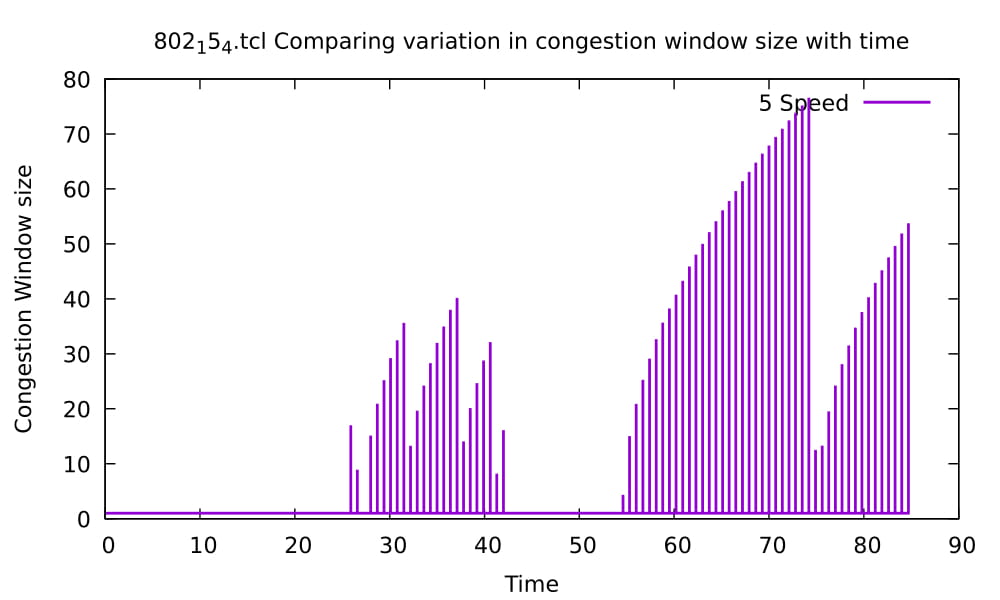 802₁5₄.tcl Comparing variation in congestion window size with time
80
70
60
50
40
30
20
10
0
Congestion Window size
5 Speed
0 10 20 30 40 50 60 70 80 90
Time